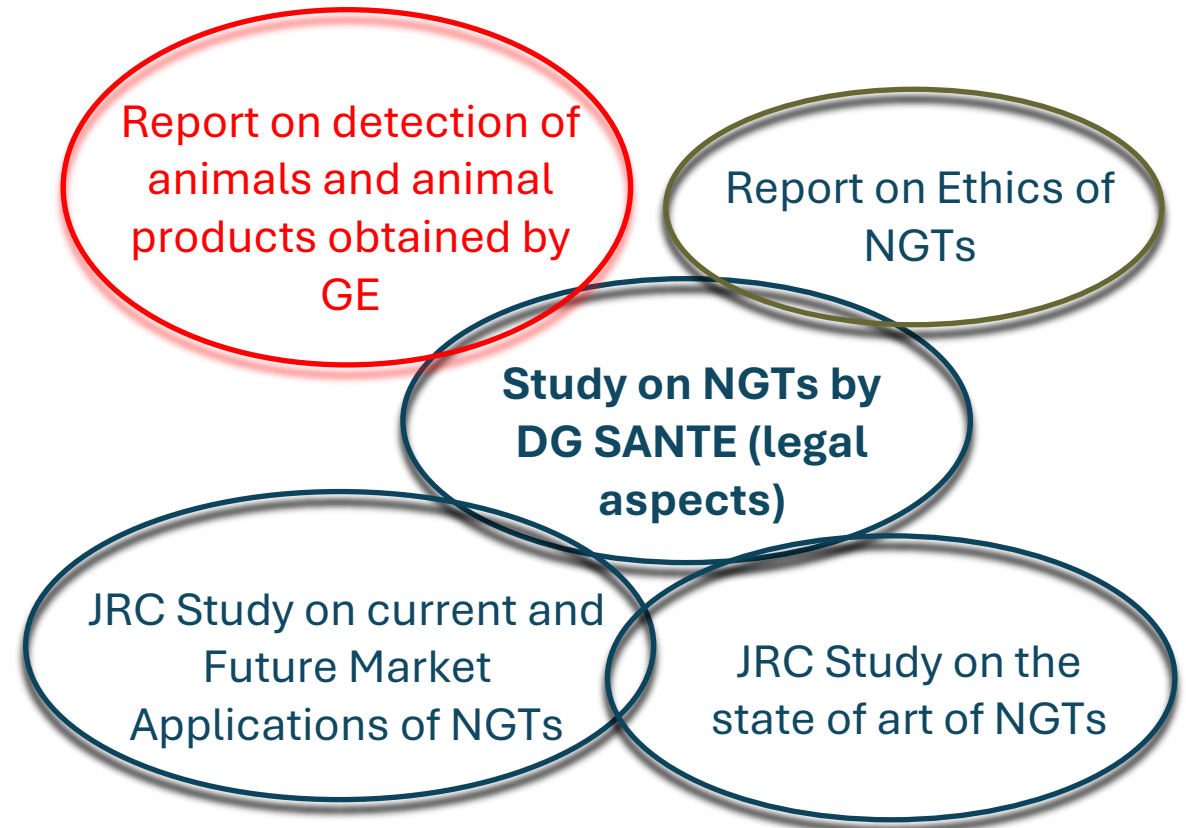 Report on detection of
animals and animal
products obtained by
GE
Report on Ethics of
NGTs
Study on NGTs by
DG SANTE (legal
aspects)
JRC Study on current and
Future Market
Applications of NGTs
JRC Study on the
state of art of NGTs